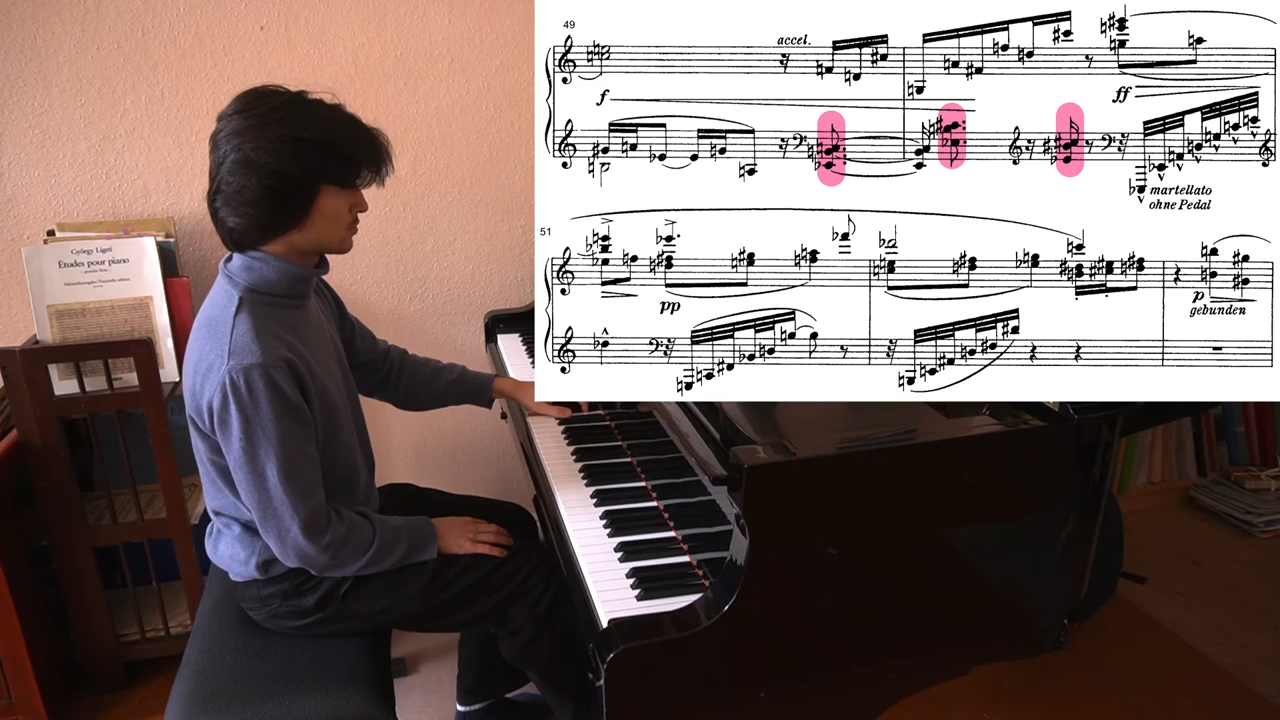 49
accel.
f
ff
martellato
ohne Pedal
51
pp
p
gebunden
György Ligeti
Études pour piano